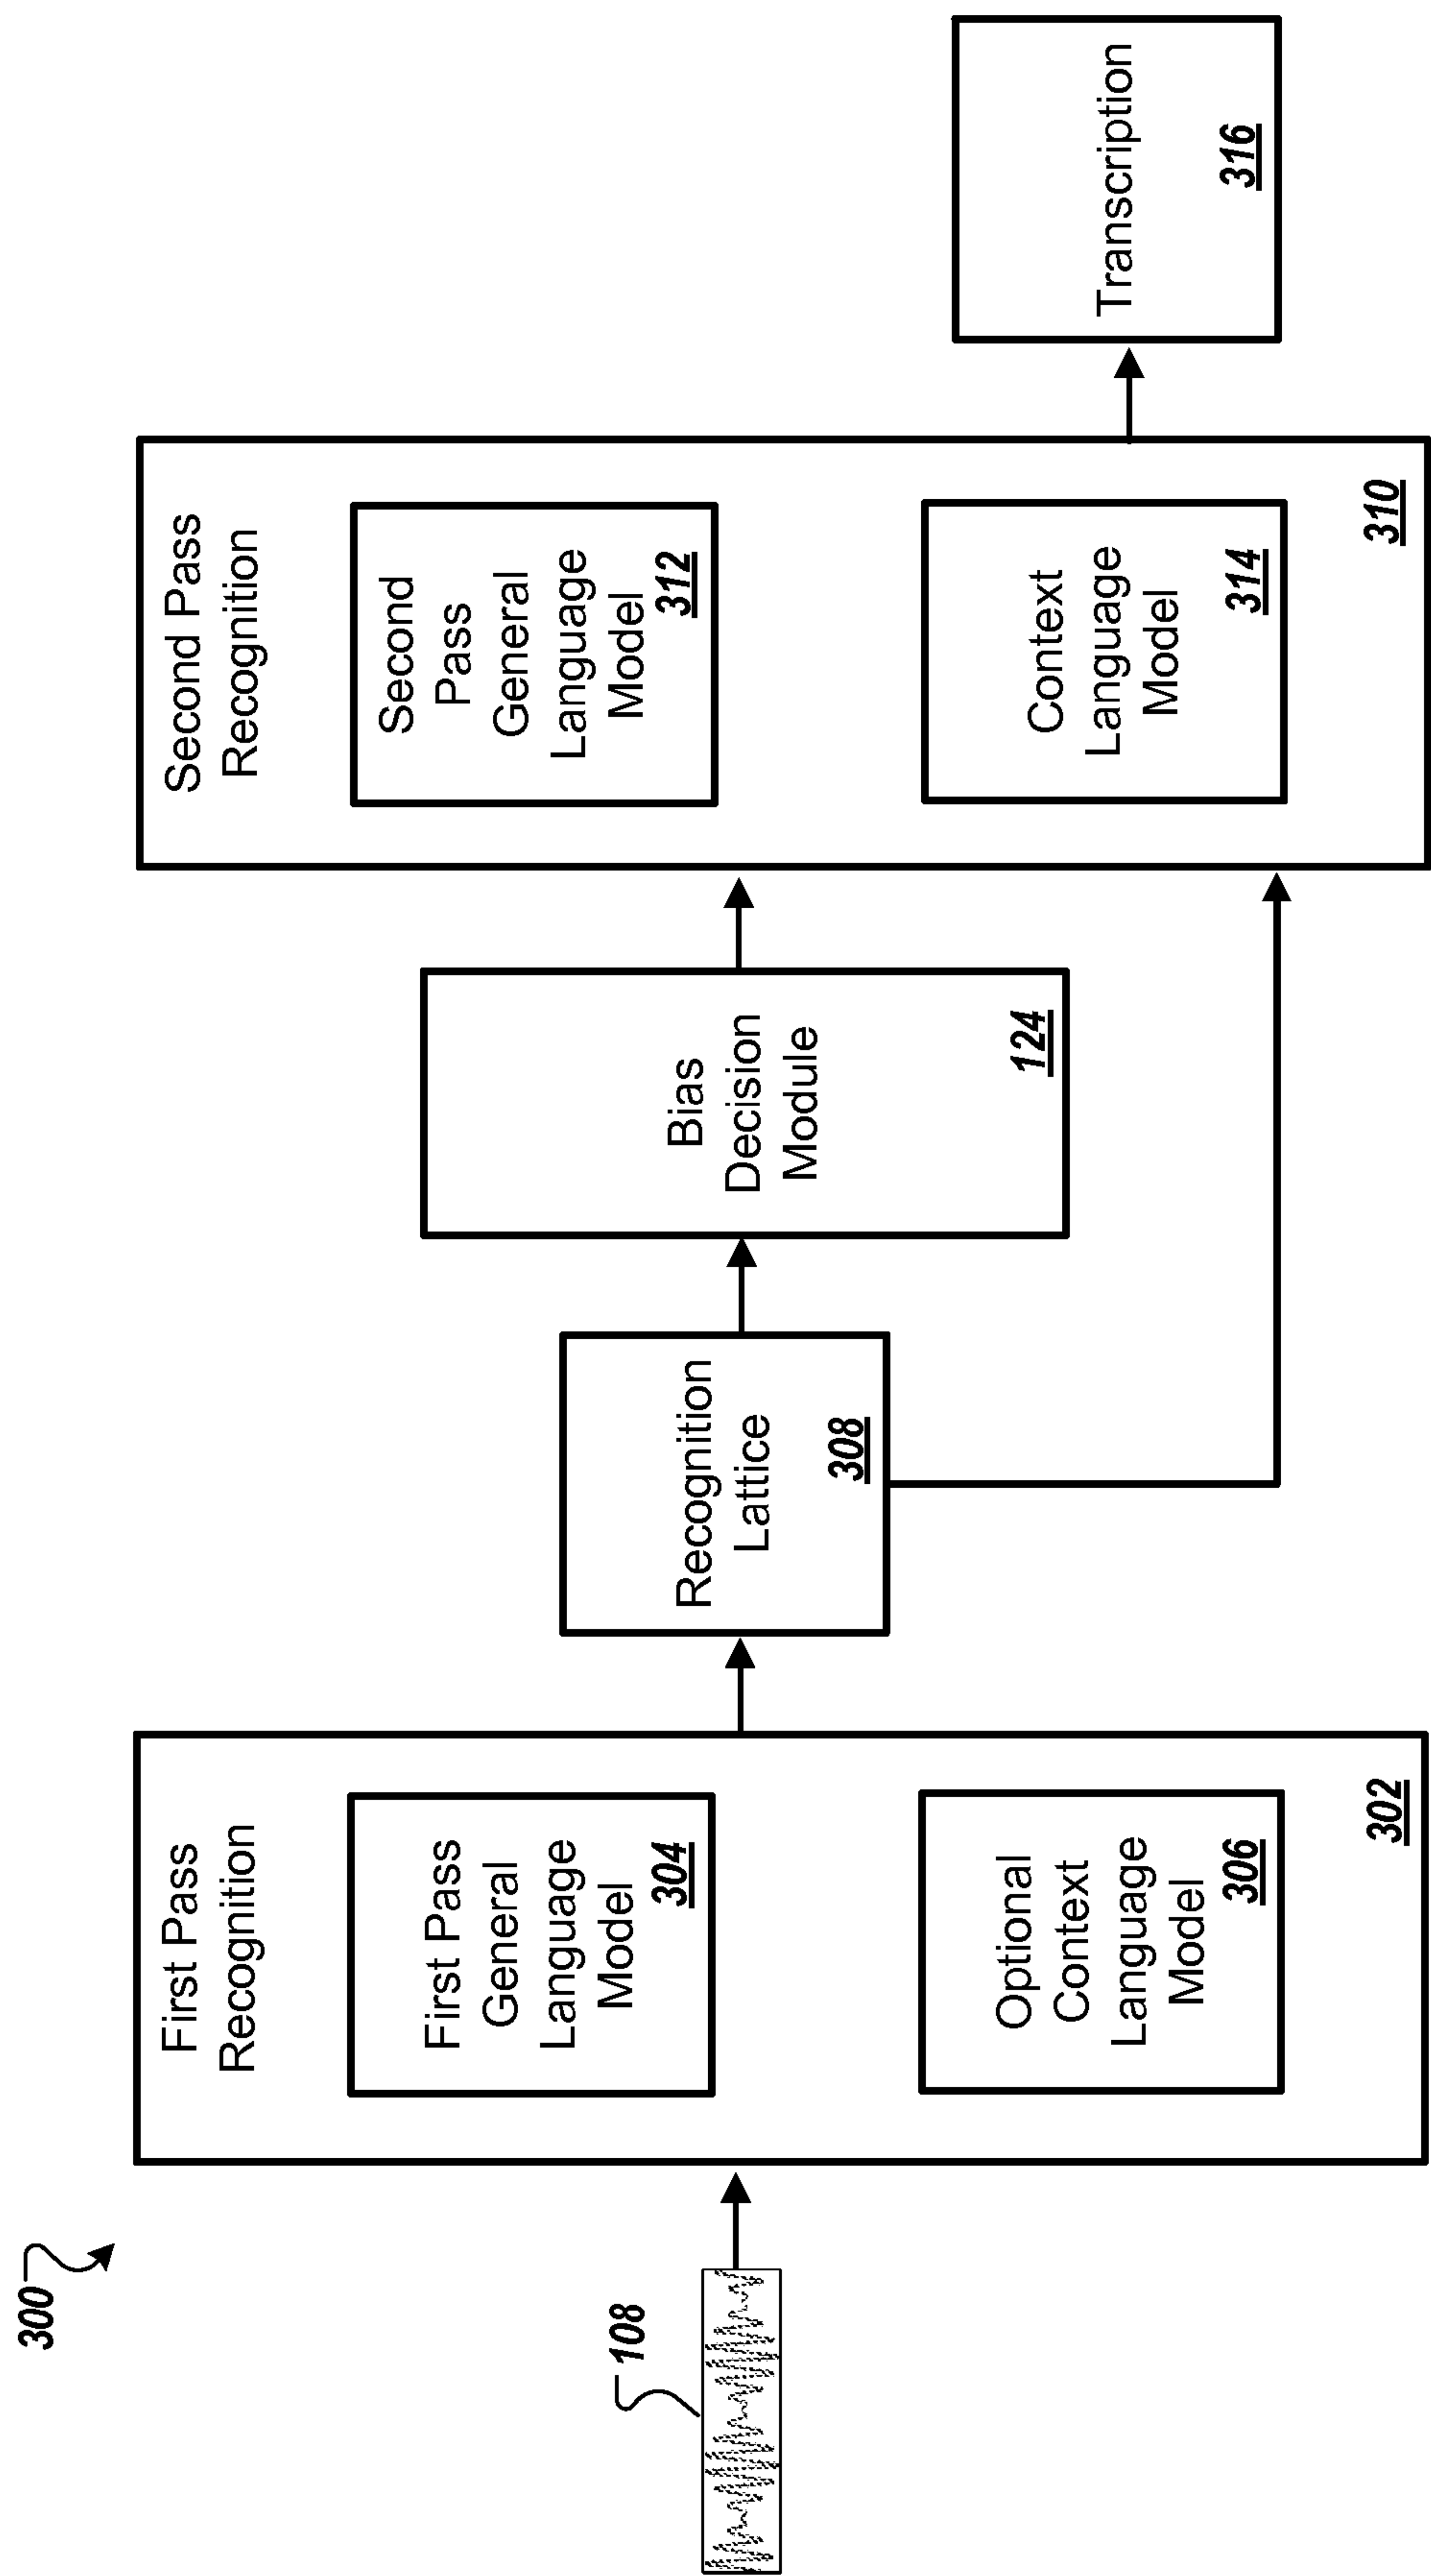 300
108
First Pass
Recognition
First Pass
General
Language
Model
304
Optional
Context
Language
Model
306
302
Recognition
Lattice
308
Bias
Decision
Module
124
Second Pass
Recognition
Second
Pass
General
Language
Model
312
Context
Language
Model
314
310
Transcription
316